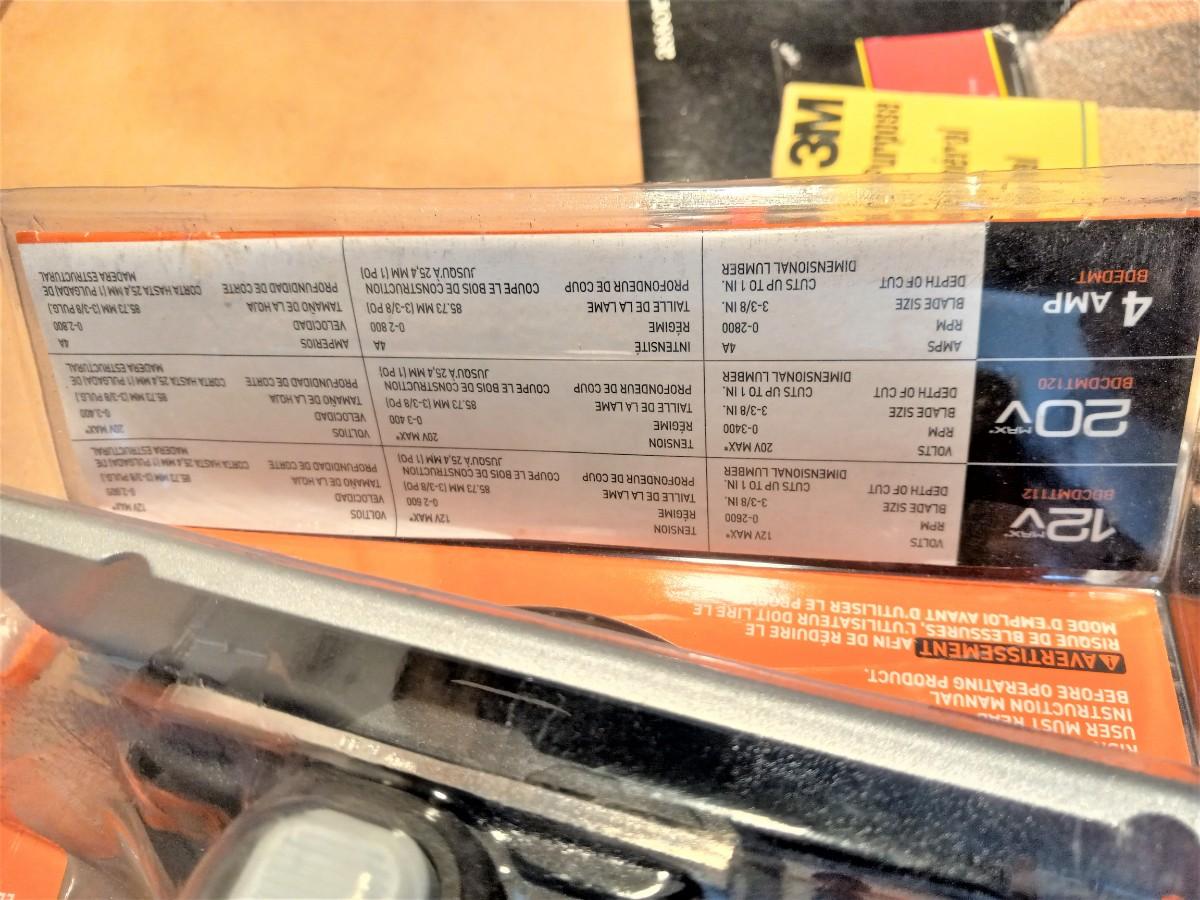 USER MUST READ
INSTRUCTION MANUAL
BEFORE OPERATING PRODUCT.
AVERTISSEMENT AFIN DE RÉDUIRE LE
RISQUE DE BLESSURES, L'UTILISATEUR DOIT LIRE LE
MODE D'EMPLOI AVANT D'UTILISER LE
12V MAX*
BDCDMT112
VOLTS 12V MAX*
RPM 0-2600
BLADE SIZE 3-3/8 IN.
DEPTH OF CUT CUTS UP TO 1 IN.
DIMENSIONAL LUMBER
TENSION 12V MAX*
RÉGIME 0-2 600
TAILLE DE LA LAME 85.73 MM (3-3/8 PO)
PROFONDEUR DE COUP COUPE LE BOIS DE CONSTRUCTION
JUSQU'À 25,4 MM (1 PO)
VOLTIOS 12V MAX*
VELOCIDAD
TAMAÑO DE LA HOJA 85.73 MM (3-3/8 PULG.)
PROFUNDIDAD DE CORTE CORTA HASTA 25,4 MM (1 PULGADA) DE
MADERA ESTRUCTURAL
20V MAX*
BDCDMT120
VOLTS 20V MAX*
RPM 0-3400
BLADE SIZE 3-3/8 IN.
DEPTH OF CUT CUTS UP TO 1 IN.
DIMENSIONAL LUMBER
TENSION 20V MAX*
RÉGIME 0-3 400
TAILLE DE LA LAME 85.73 MM (3-3/8 PO)
PROFONDEUR DE COUP COUPE LE BOIS DE CONSTRUCTION
JUSQU'À 25,4 MM (1 PO)
VOLTIOS 20V MAX*
VELOCIDAD 0-3.400
TAMAÑO DE LA HOJA 85.73 MM (3-3/8 PULG.)
PROFUNDIDAD DE CORTE CORTA HASTA 25,4 MM (1 PULGADA) DE
MADERA ESTRUCTURAL
4 AMP
BDEDMT
AMPS 4A
RPM 0-2800
BLADE SIZE 3-3/8 IN.
DEPTH OF CUT CUTS UP TO 1 IN.
DIMENSIONAL LUMBER
INTENSITÉ 4A
RÉGIME 0-2 800
TAILLE DE LA LAME 85.73 MM (3-3/8 PO)
PROFONDEUR DE COUP COUPE LE BOIS DE CONSTRUCTION
JUSQU'À 25,4 MM (1 PO)
AMPERIOS 4A
VELOCIDAD 0-2.800
TAMAÑO DE LA HOJA 85.73 MM (3-3/8 PULG.)
PROFUNDIDAD DE CORTE CORTA HASTA 25,4 MM (1 PULGADA) DE
MADERA ESTRUCTURAL
3M